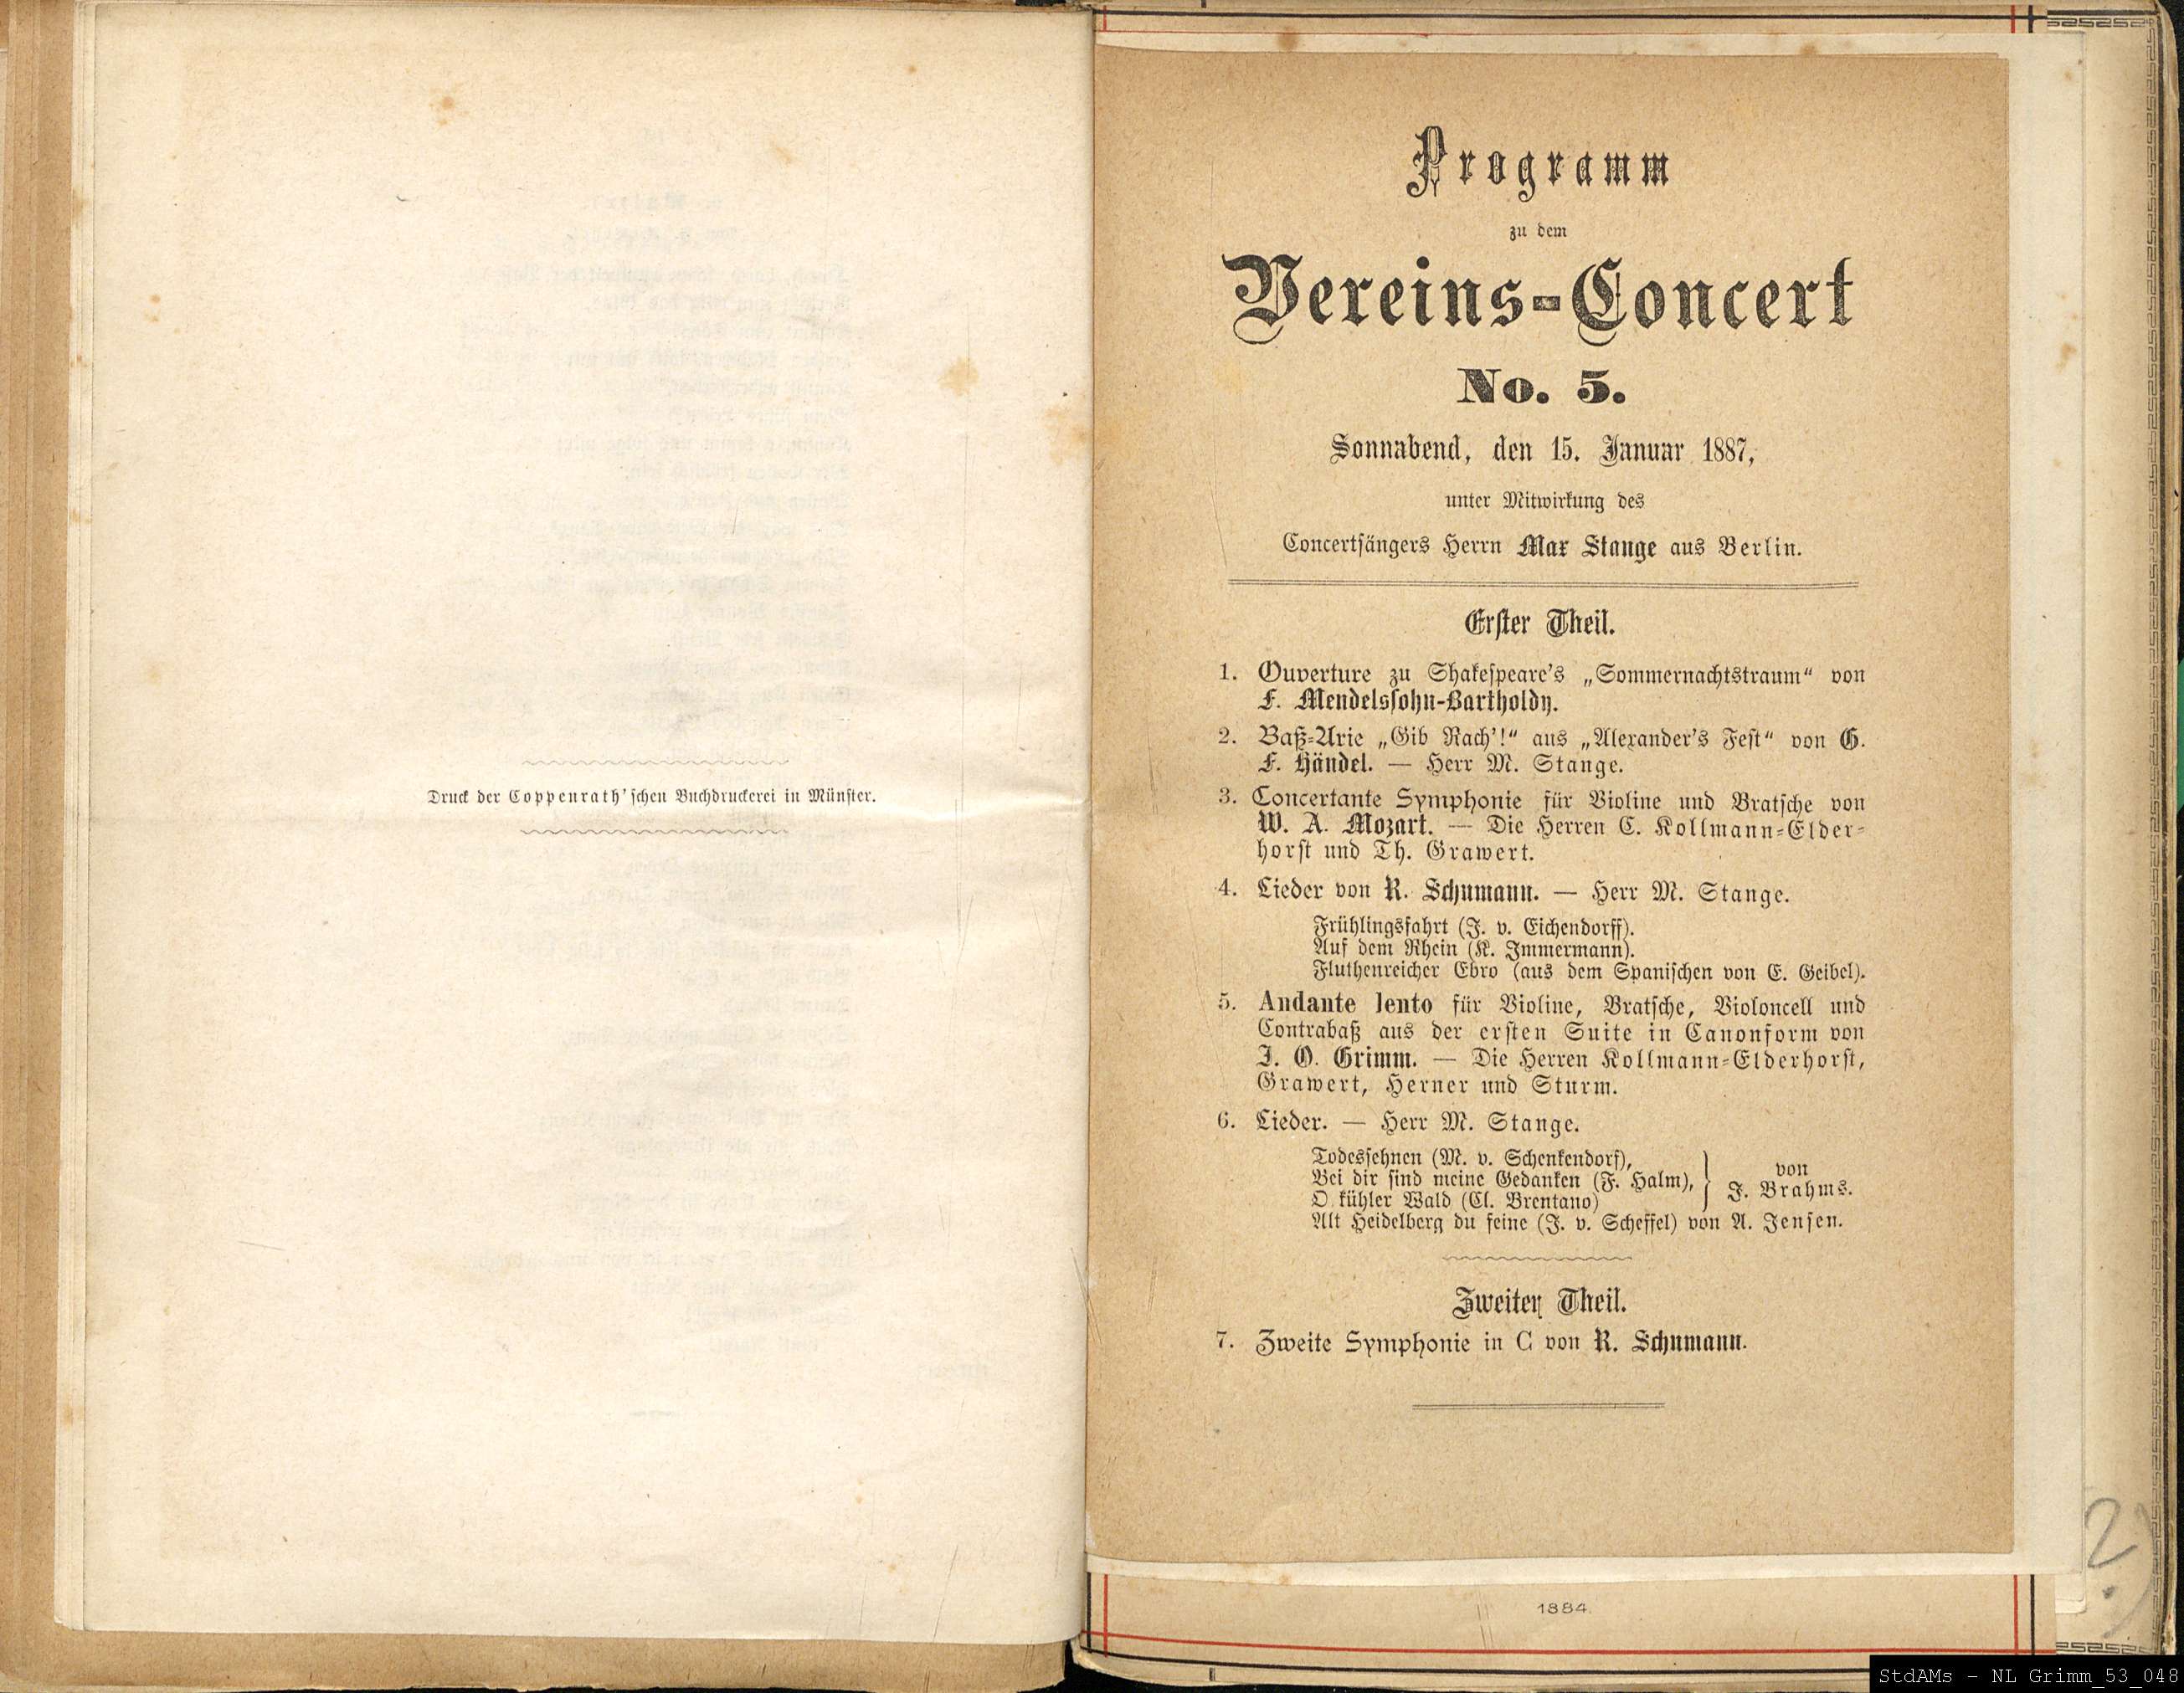 Druck der Coppenrath'schen Buchdruckerei in Münster.
Programm
zu dem
Vereins-Concert
No. 5.
Sonnabend, den 15. Januar 1887,
unter Mitwirkung des
Concertsängers Herrn Max Stange aus Berlin.
Erster Theil.
1. Ouverture zu Shakespeare's „Sommernachtstraum“ von
F. Mendelssohn-Bartholdy.
2. Baß-Arie „Gib Rach'!“ aus „Alexander's Fest“ von G.
F. Händel. — Herr M. Stange.
3. Concertante Symphonie für Violine und Bratsche von
W. A. Mozart. — Die Herren C. Kollmann-Elder-
horst und Th. Grawert.
4. Lieder von R. Schumann. — Herr M. Stange.
Frühlingsfahrt (J. v. Eichendorff).
Auf dem Rhein (K. Immermann).
Fluthenreicher Ebro (aus dem Spanischen von E. Geibel).
5. Andante lento für Violine, Bratsche, Violoncell und
Contrabaß aus der ersten Suite in Canonform von
J. O. Grimm. — Die Herren Kollmann-Elderhorst,
Grawert, Herner und Sturm.
6. Lieder. — Herr M. Stange.
Todessehnen (M. v. Schenkendorf),
Bei dir sind meine Gedanken (F. Halm),
O kühler Wald (Cl. Brentano)
von
J. Brahms.
Alt Heidelberg du feine (J. v. Scheffel) von A. Jensen.
Zweiter Theil.
7. Zweite Symphonie in C von R. Schumann.
1884
2)
StdAMs - NL Grimm_53_048